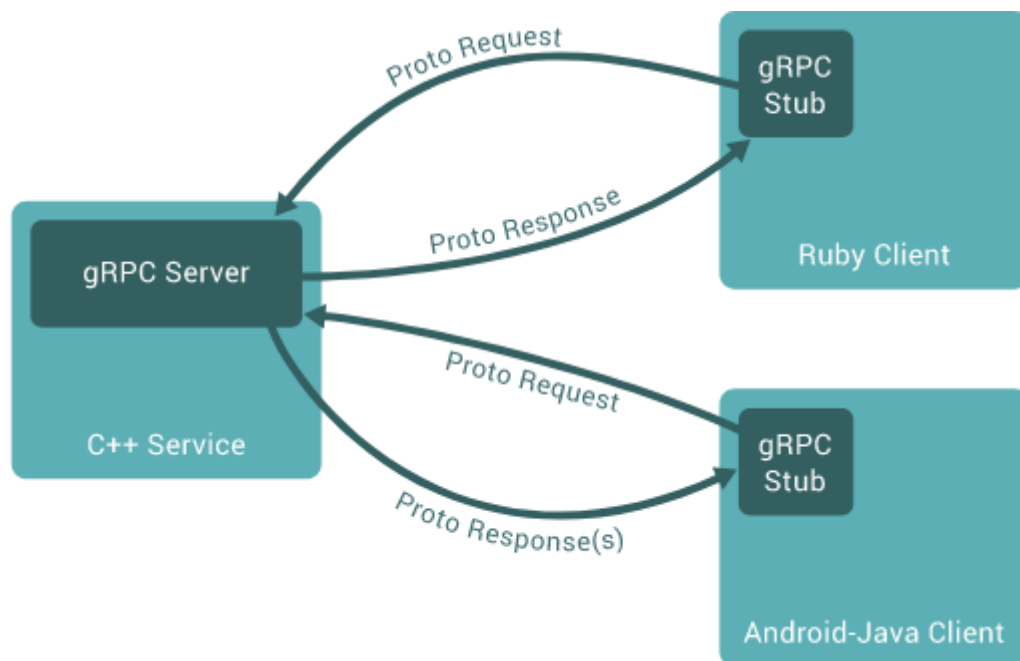 Proto Request
gRPC
Stub
Proto Response
Ruby Client
gRPC Server
C++ Service
Proto Request
gRPC
Stub
Proto Response(s)
Android-Java Client